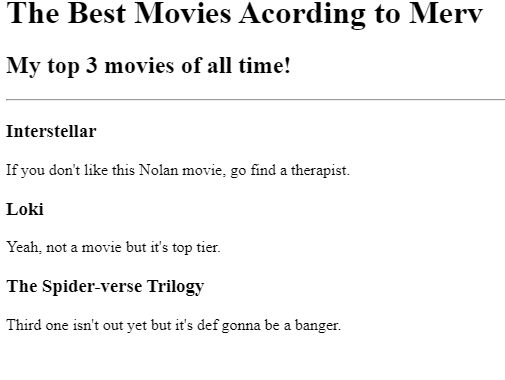 The Best Movies Acording to Merv
My top 3 movies of all time!
Interstellar
If you don't like this Nolan movie, go find a therapist.
Loki
Yeah, not a movie but it's top tier.
The Spider-verse Trilogy
Third one isn't out yet but it's def gonna be a banger.